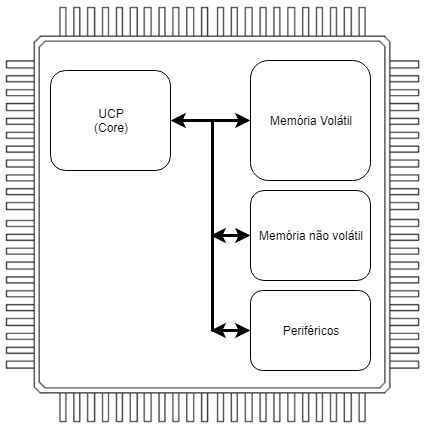 UCP
(Core)
Memória Volátil
Memória não volátil
Periféricos